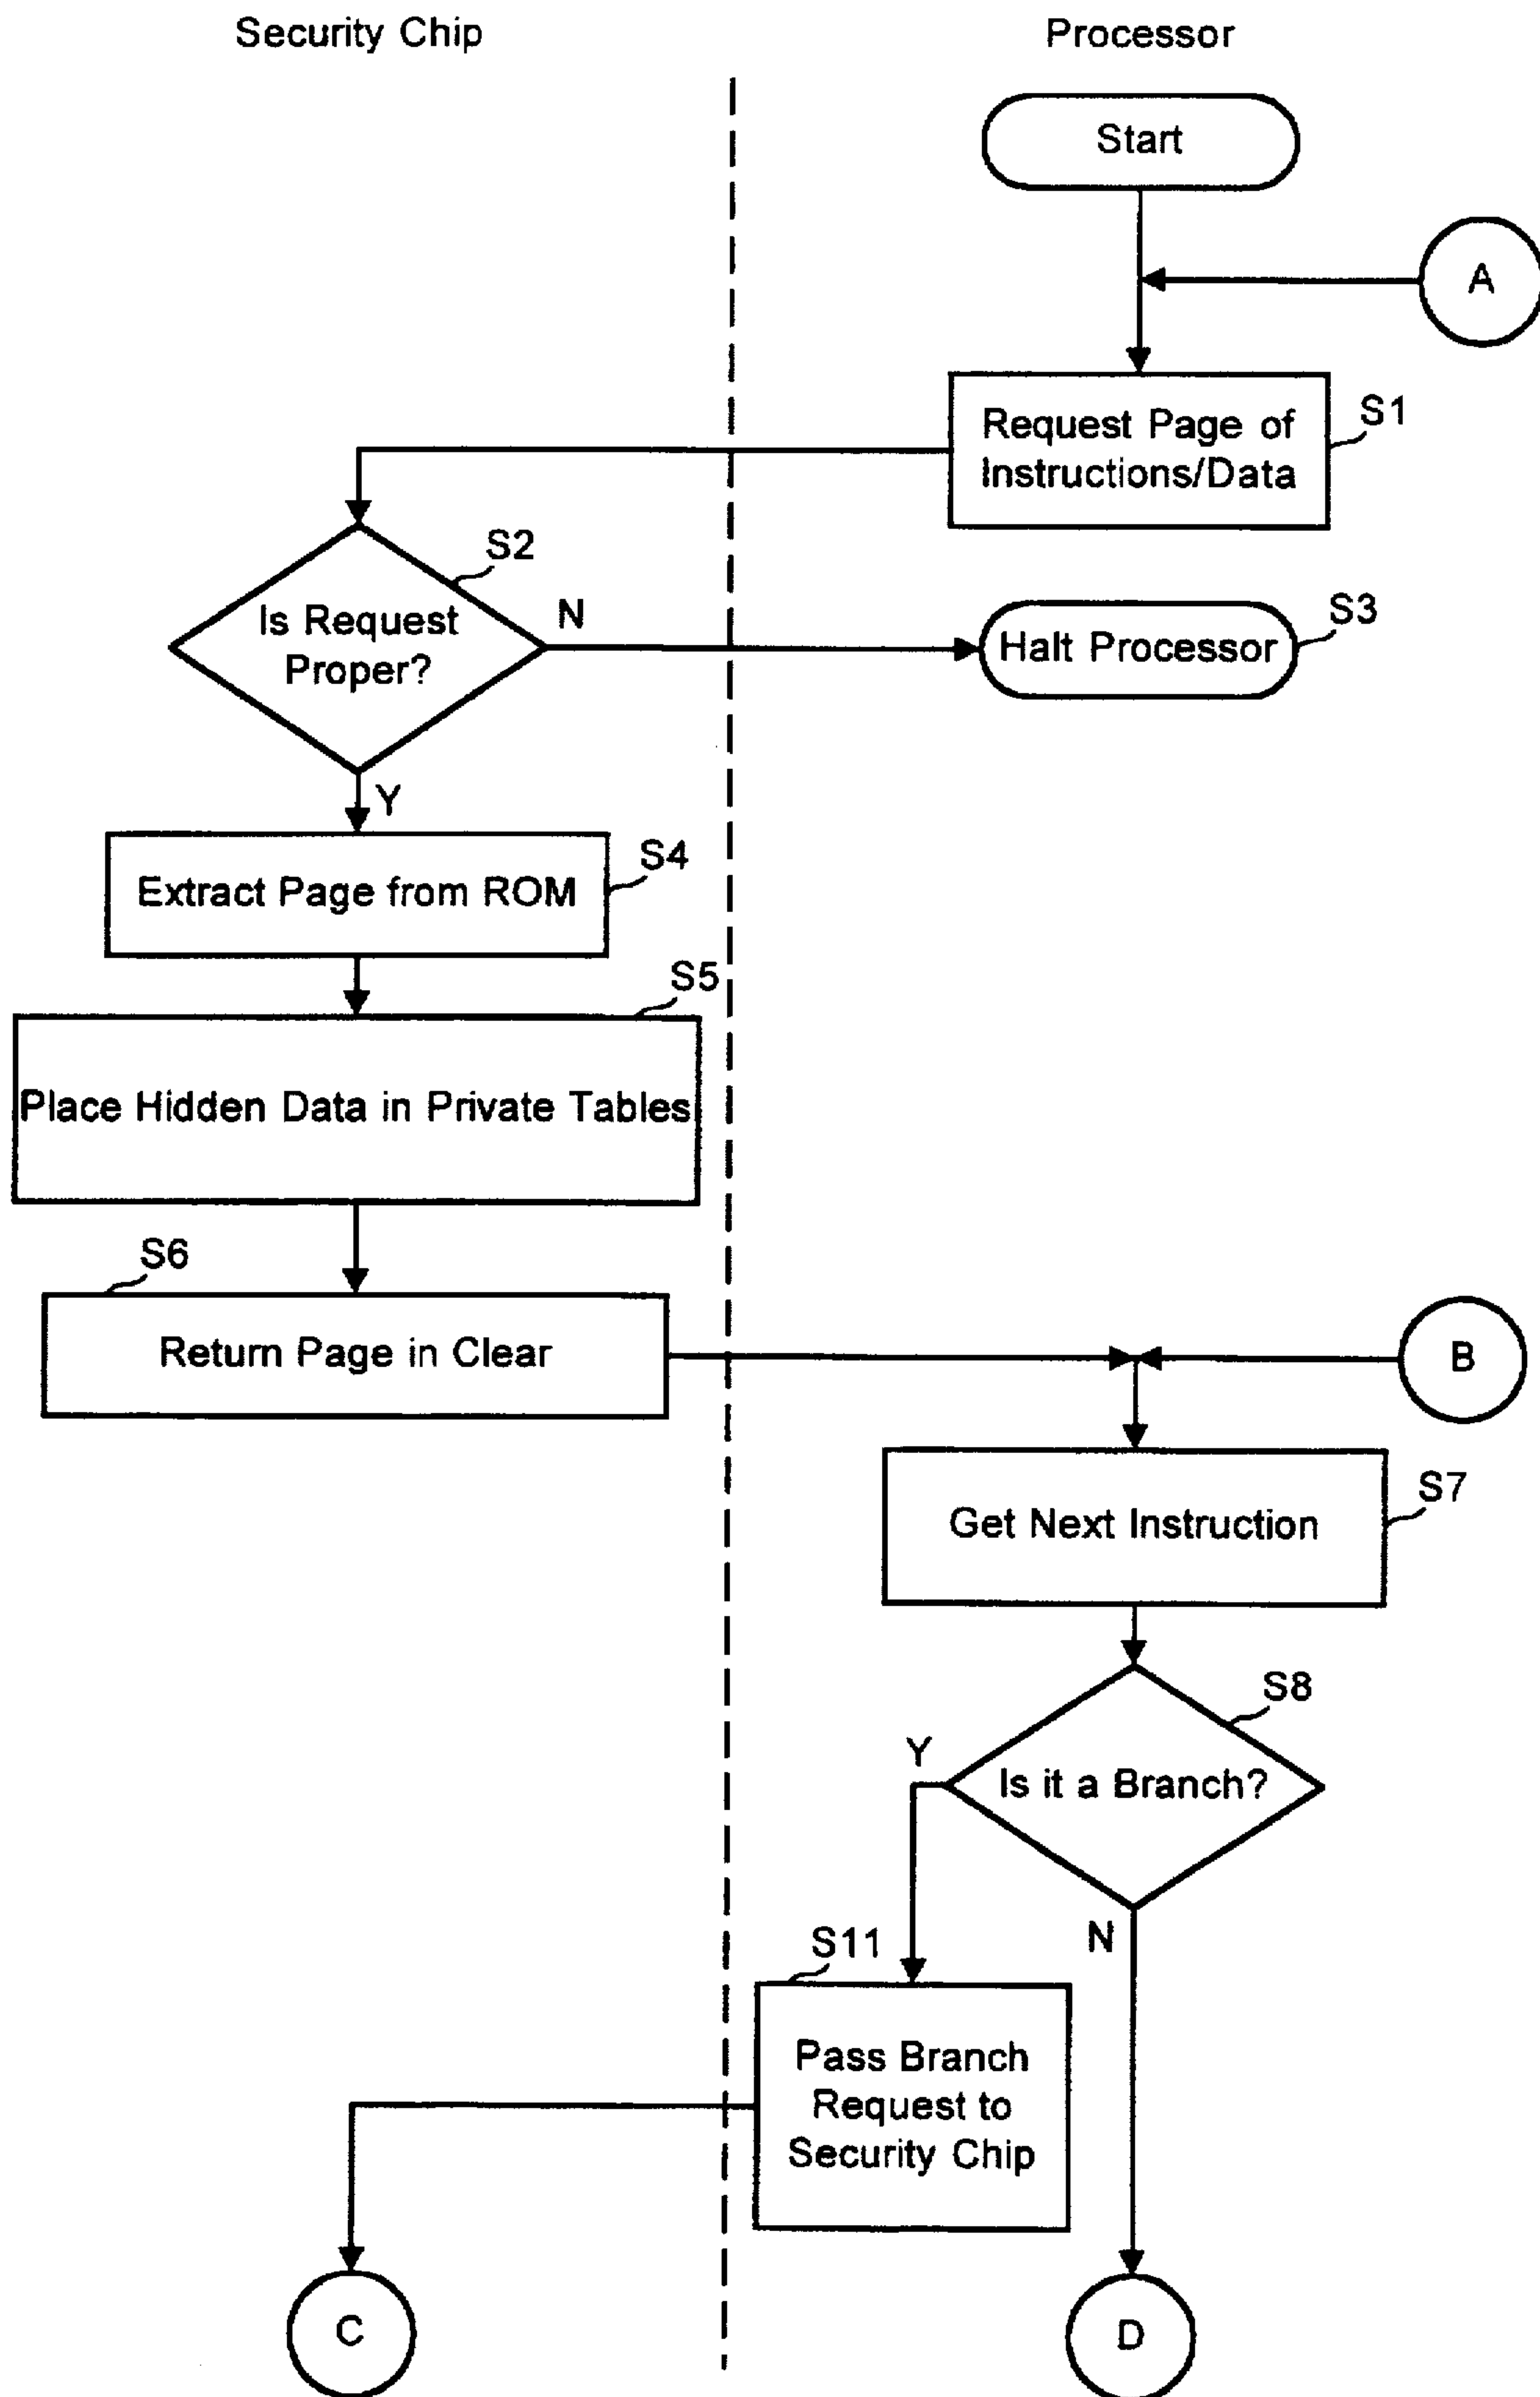 Security Chip
Processor
Start
A
Request Page of
Instructions/Data
S1
S2
Is Request
Proper?
N
Halt Processor
S3
Y
Extract Page from ROM
S4
S5
Place Hidden Data in Private Tables
S6
Return Page in Clear
B
Get Next Instruction
S7
S8
Is it a Branch?
Y
N
S11
Pass Branch
Request to
Security Chip
C
D